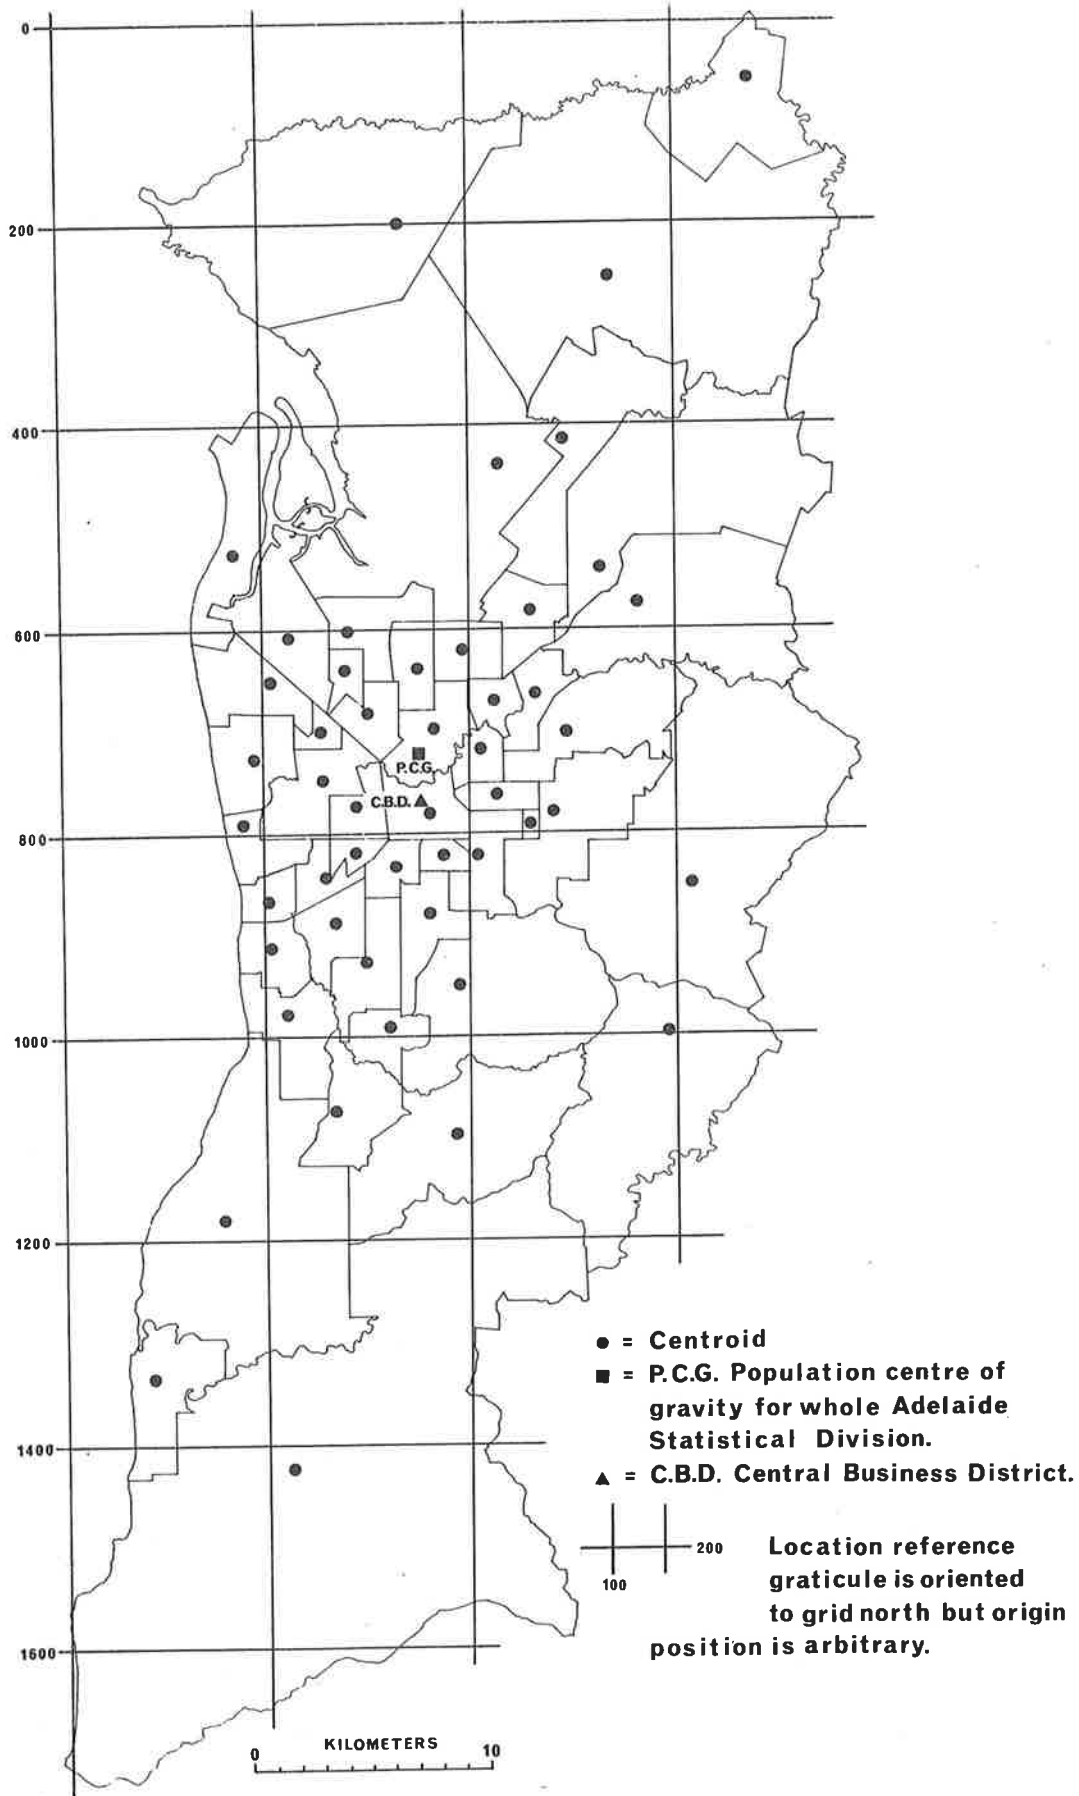 0
200
400
600
P.C.G.
C.B.D.
800
1000
1200
● = Centroid
■ = P.C.G. Population centre of
gravity for whole Adelaide
Statistical Division.
1400
▲ = C.B.D. Central Business District.
200 Location reference
100 graticule is oriented
to grid north but origin
position is arbitrary.
1600
KILOMETERS
0 10